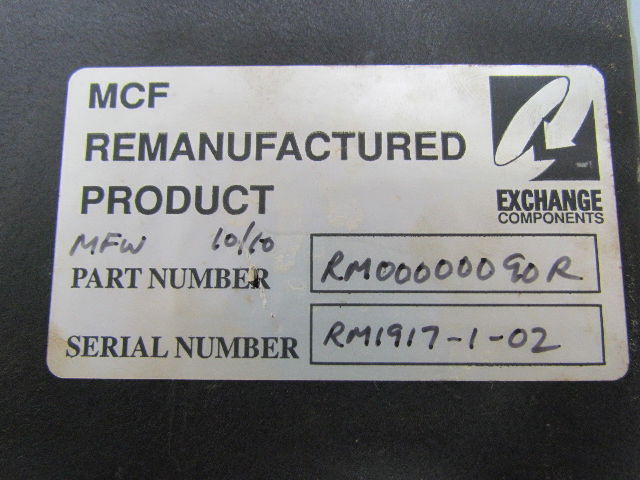 MCF
REMANUFACTURED
PRODUCT
EXCHANGE
COMPONENTS
MFW 10/10
PART NUMBER RM00000090R
SERIAL NUMBER RM1917-1-02